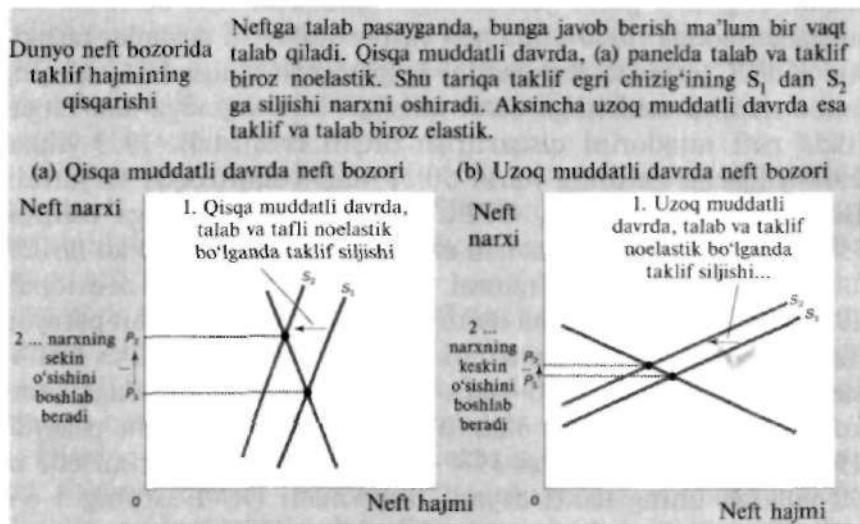 Dunyo neft bozorida
taklif hajmining
qisqarishi
Neftga talab pasayganda, bunga javob berish ma'lum bir vaqt
talab qiladi. Qisqa muddatli davrda, (a) panelda talab va taklif
biroz noelastik. Shu tariqa taklif egri chizig'ining S₁ dan S₂
ga siljishi narxni oshiradi. Aksincha uzoq muddatli davrda esa
taklif va talab biroz elastik.
(a) Qisqa muddatli davrda neft bozori
Neft narxi
1. Qisqa muddatli davrda,
talab va tafli noelastik
bo'lganda taklif siljishi
S₂
S₁
2 ...
narxning
sekin
o'sishini
boshlab
beradi
P₂
P₁
0
Neft hajmi
(b) Uzoq muddatli davrda neft bozori
Neft
narxi
1. Uzoq muddatli
davrda, talab va taklif
noelastik bo'lganda
taklif siljishi...
S₂
S₁
2 ...
narxning
keskin
o'sishini
boshlab
beradi
P₂
P₁
0
Neft hajmi